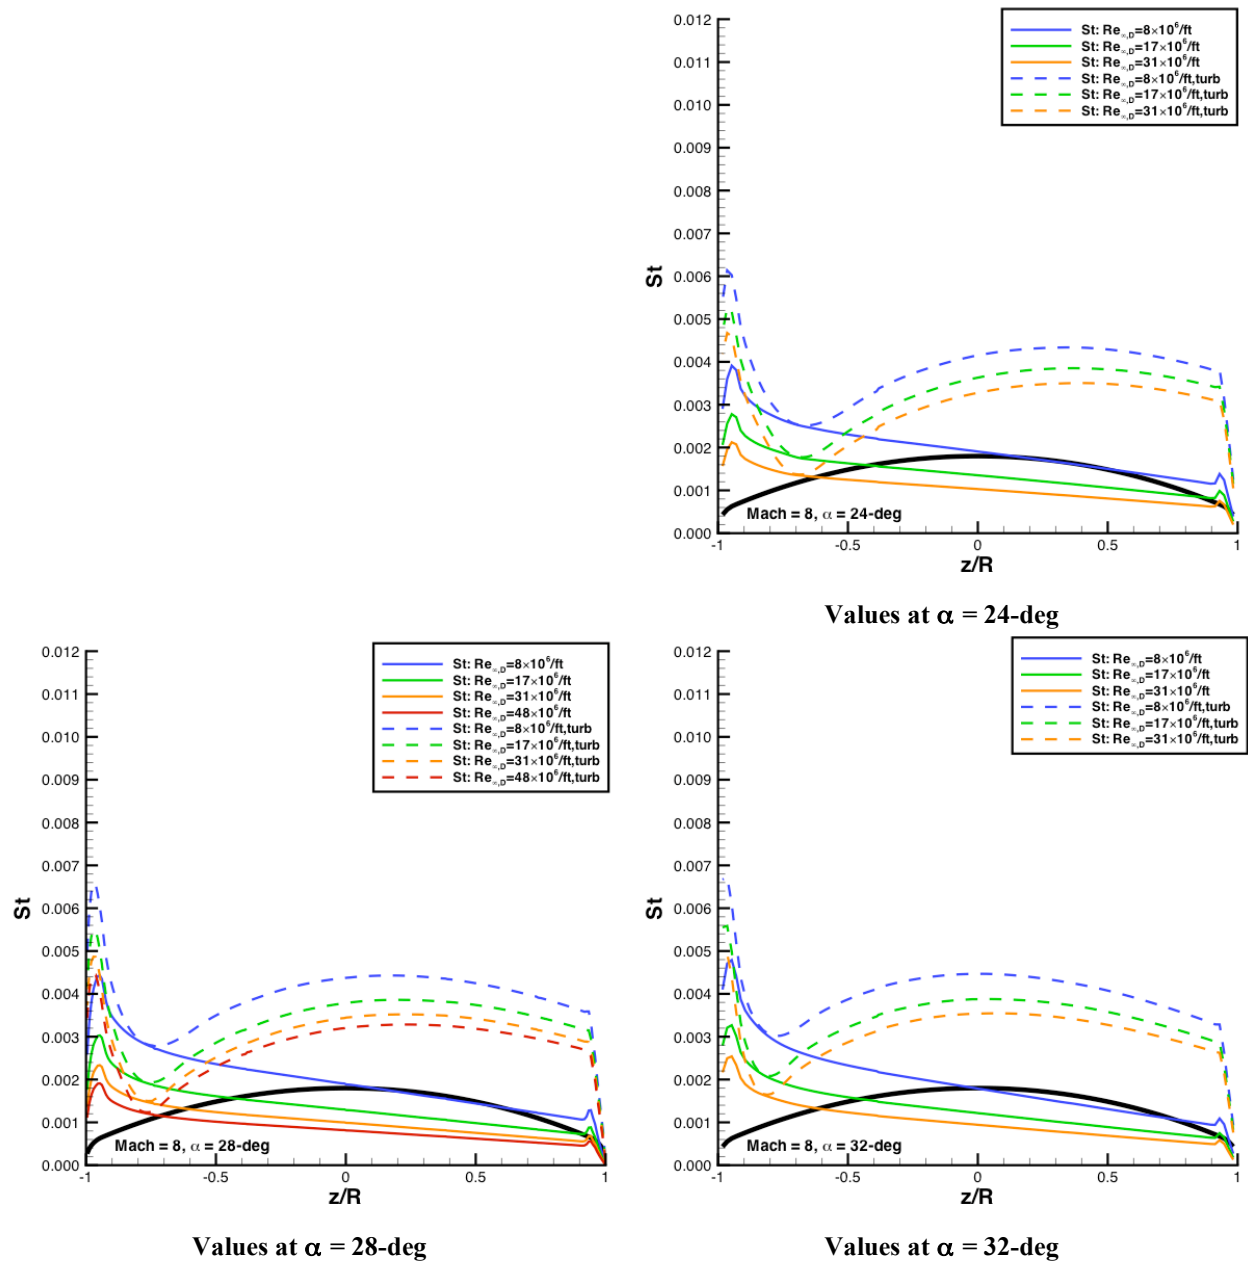 0.012
0.011
0.010
0.009
0.008
0.007
0.006
0.005
0.004
0.003
0.002
0.001
0.000
St
St: Re∞,D=8×10⁶/ft
St: Re∞,D=17×10⁶/ft
St: Re∞,D=31×10⁶/ft
St: Re∞,D=8×10⁶/ft,turb
St: Re∞,D=17×10⁶/ft,turb
St: Re∞,D=31×10⁶/ft,turb
Mach = 8, α = 24-deg
-1 -0.5 0 0.5 1
z/R
Values at α = 24-deg
0.012
0.011
0.010
0.009
0.008
0.007
0.006
0.005
0.004
0.003
0.002
0.001
0.000
St
St: Re∞,D=8×10⁶/ft
St: Re∞,D=17×10⁶/ft
St: Re∞,D=31×10⁶/ft
St: Re∞,D=48×10⁶/ft
St: Re∞,D=8×10⁶/ft,turb
St: Re∞,D=17×10⁶/ft,turb
St: Re∞,D=31×10⁶/ft,turb
St: Re∞,D=48×10⁶/ft,turb
Mach = 8, α = 28-deg
-1 -0.5 0 0.5 1
z/R
Values at α = 28-deg
0.012
0.011
0.010
0.009
0.008
0.007
0.006
0.005
0.004
0.003
0.002
0.001
0.000
St
St: Re∞,D=8×10⁶/ft
St: Re∞,D=17×10⁶/ft
St: Re∞,D=31×10⁶/ft
St: Re∞,D=8×10⁶/ft,turb
St: Re∞,D=17×10⁶/ft,turb
St: Re∞,D=31×10⁶/ft,turb
Mach = 8, α = 32-deg
-1 -0.5 0 0.5 1
z/R
Values at α = 32-deg